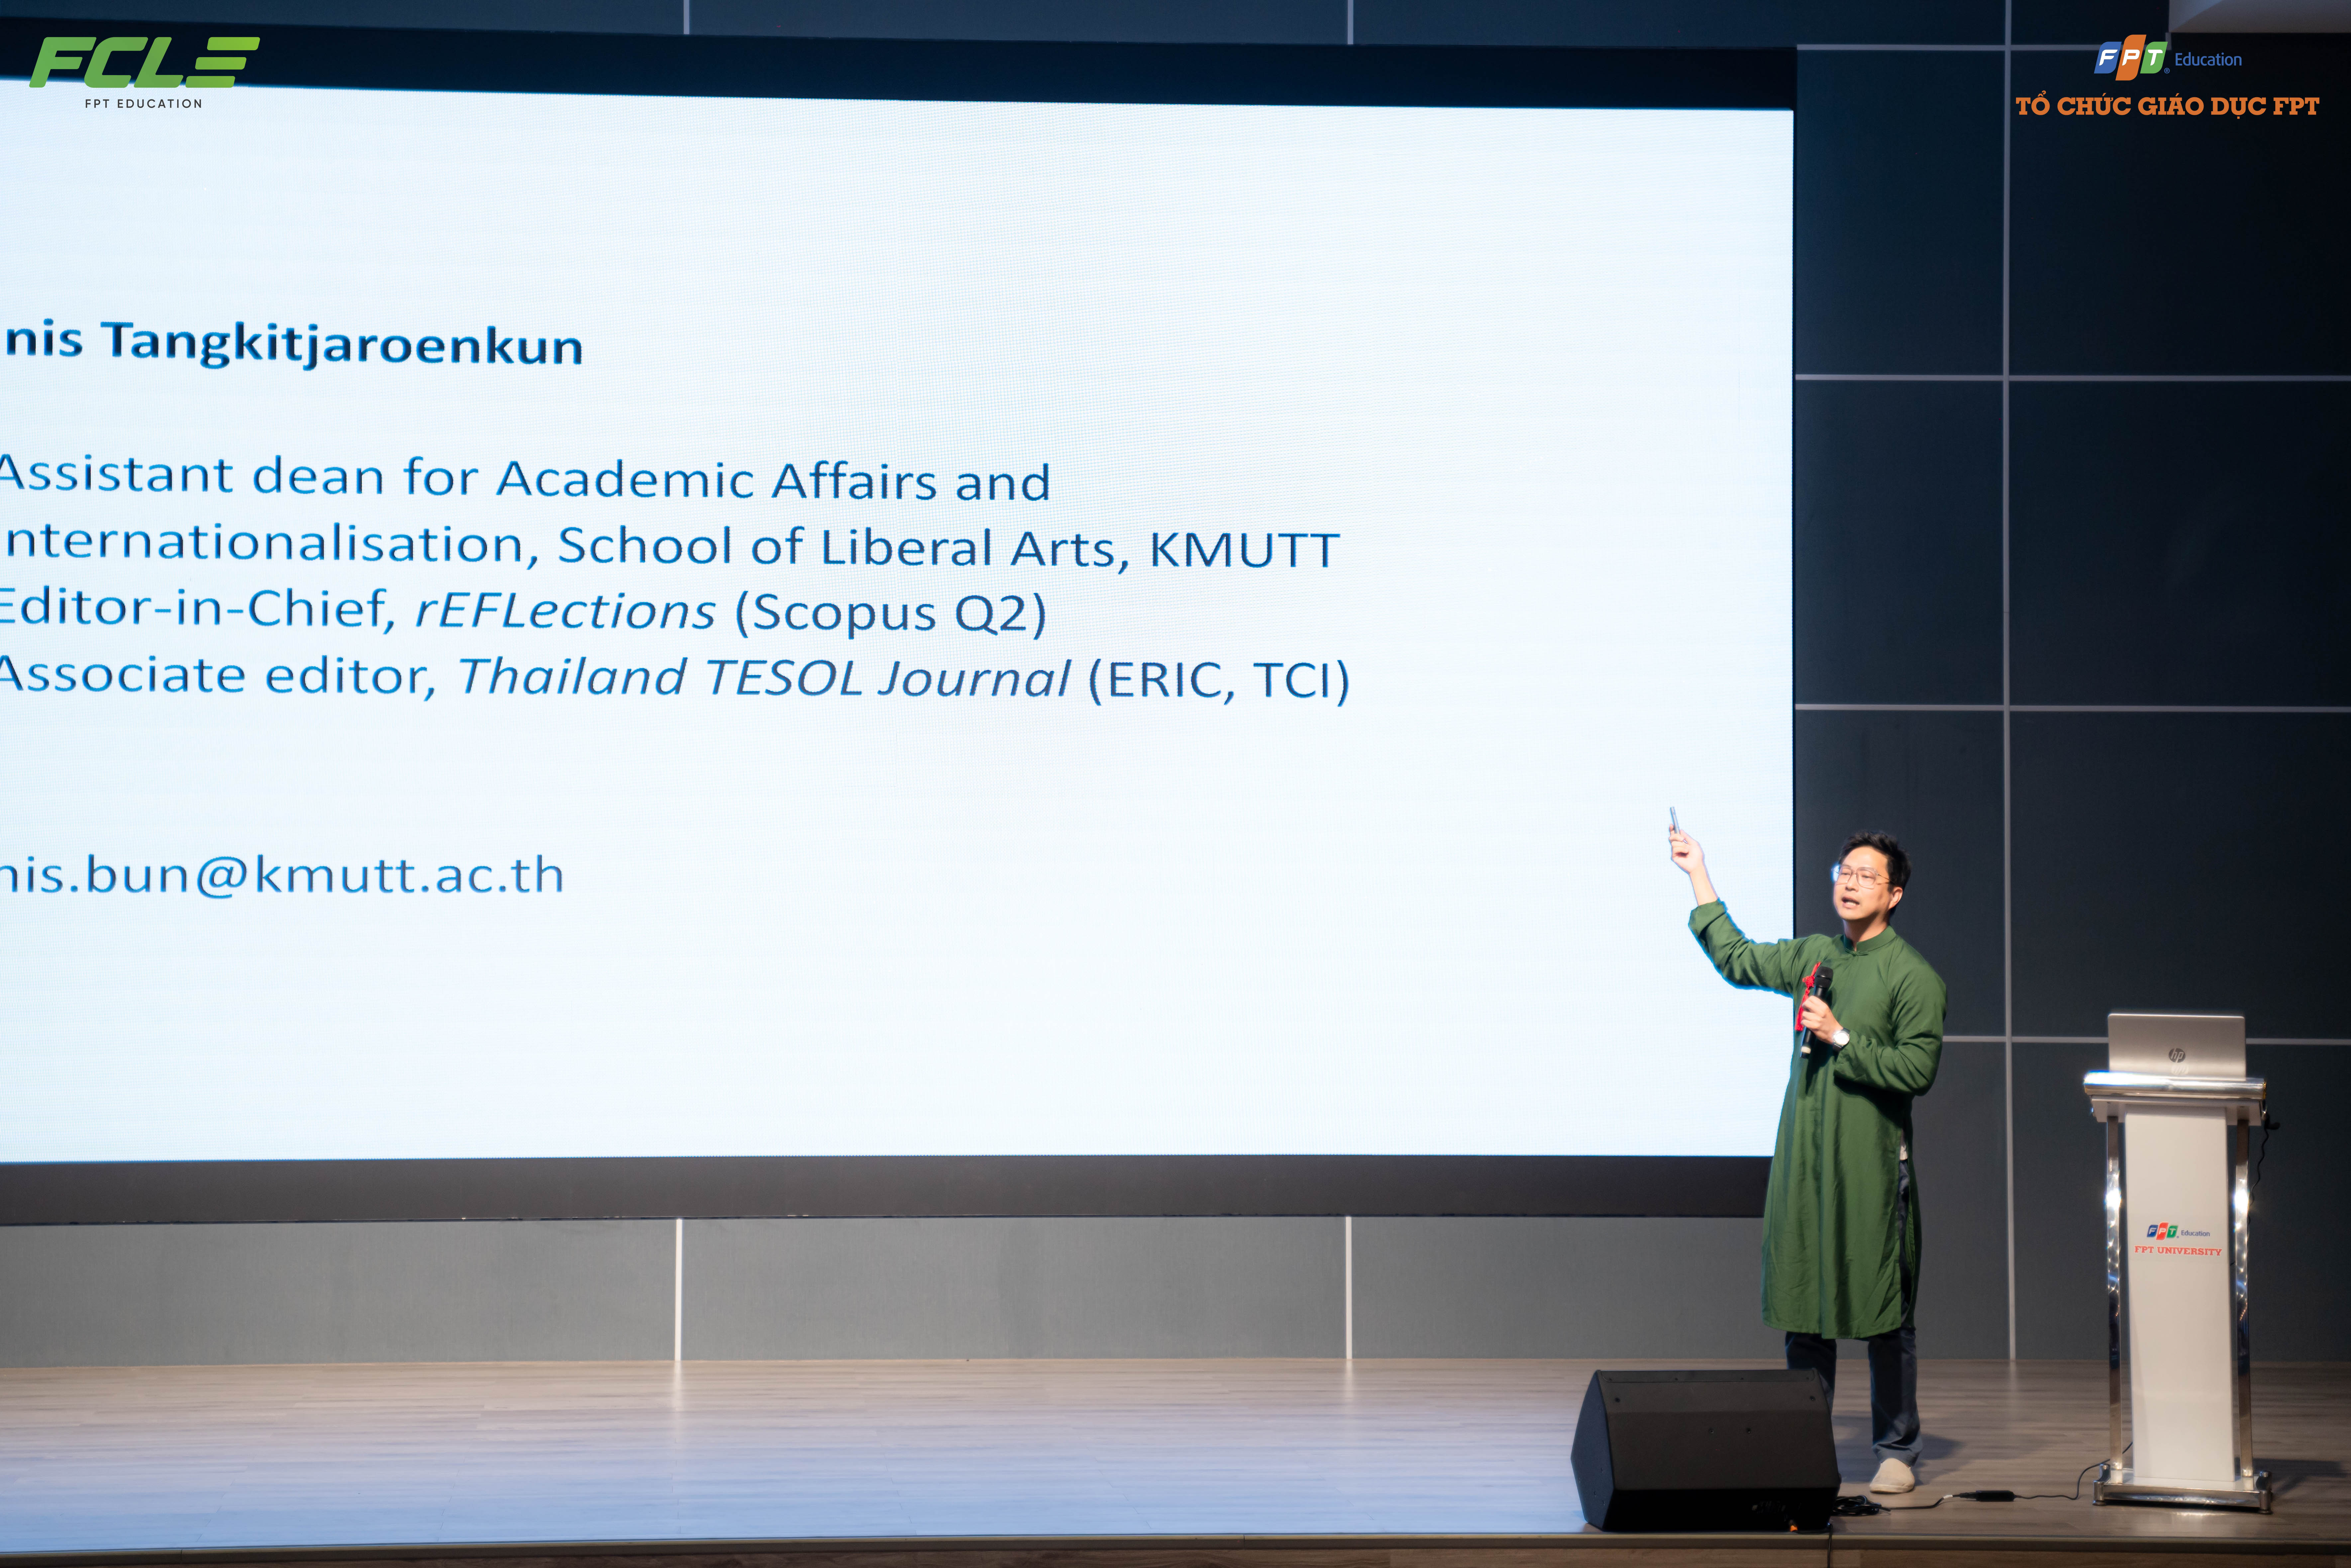 FCLE
FPT EDUCATION
FPT Education
TỔ CHỨC GIÁO DỤC FPT
nis Tangkitjaroenkun
Assistant dean for Academic Affairs and
nternationalisation, School of Liberal Arts, KMUTT
Editor-in-Chief, rEFLections (Scopus Q2)
Associate editor, Thailand TESOL Journal (ERIC, TCI)
nis.bun@kmutt.ac.th
hp
FPT Education
FPT UNIVERSITY